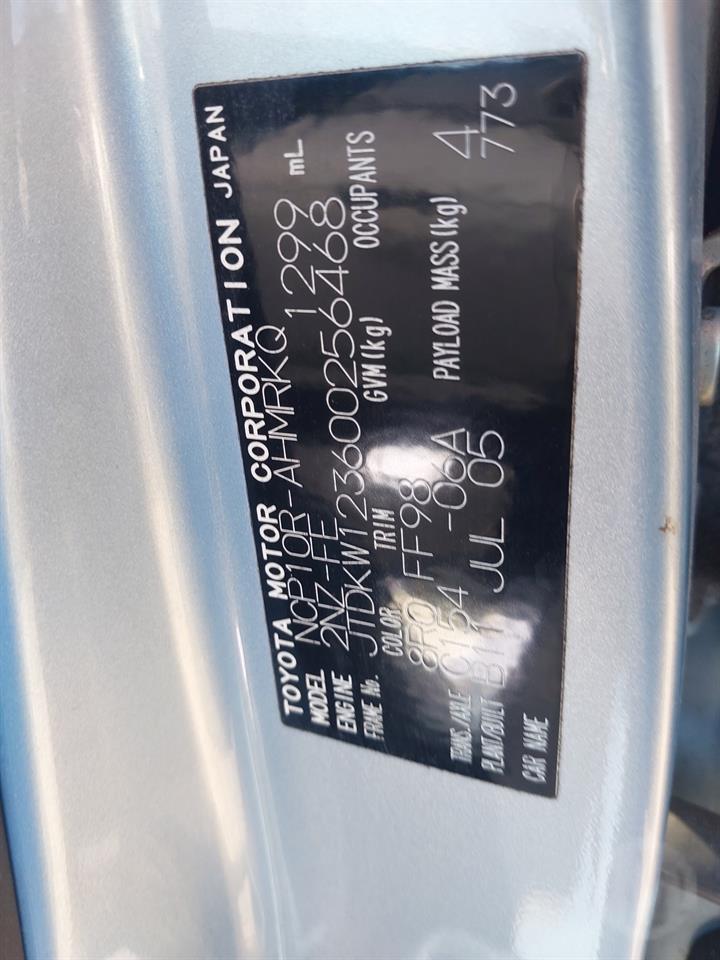 TOYOTA MOTOR CORPORATION JAPAN
MODEL NCP10R-AHMRKQ 1299 mL
ENGINE 2NZ-FE
FRAME No. JTDKW123600256468
COLOR TRIM GVM(kg) OCCUPANTS
8R0 FF98 4
TRANS./AXLE C154 -06A PAYLOAD MASS(kg) 773
PLANT/BUILT B11 JUL 05
CAR NAME